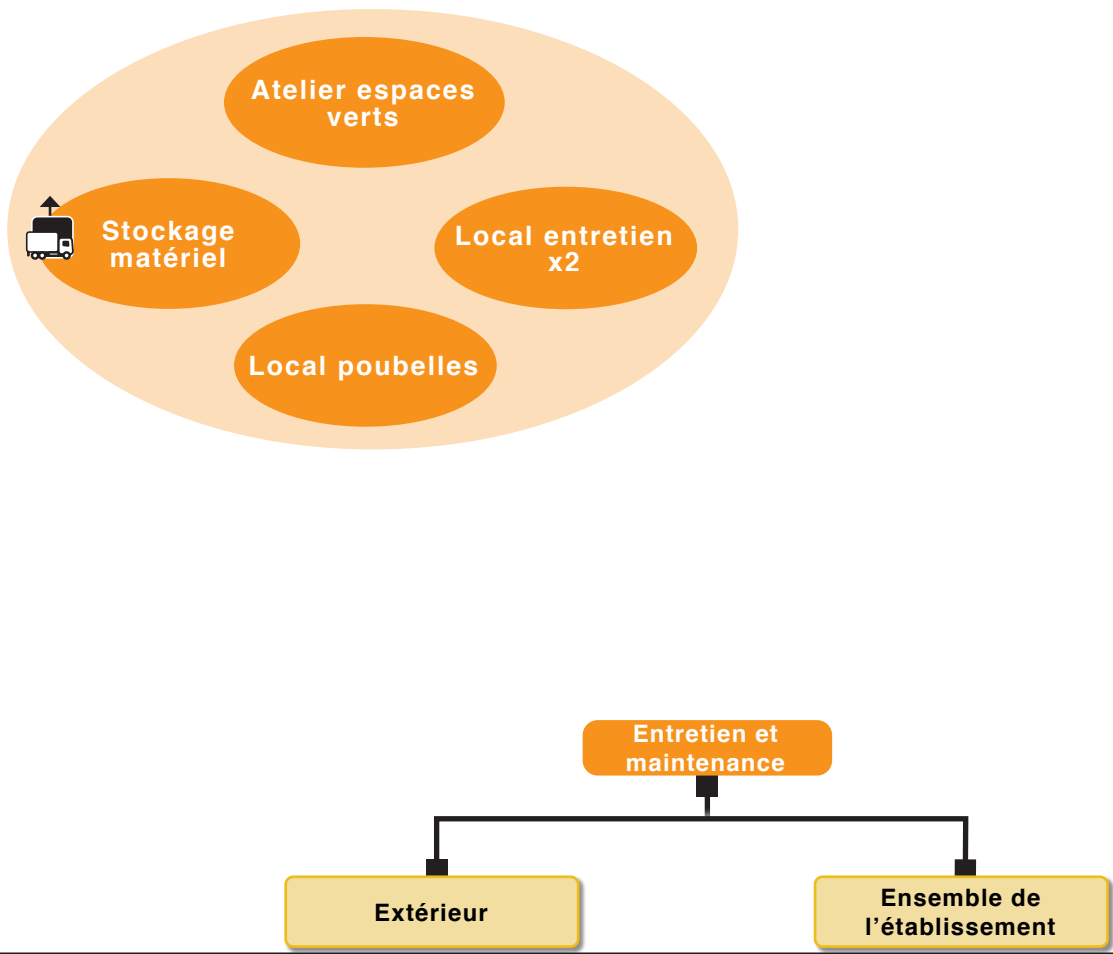 Atelier espaces
verts
Stockage
matériel
Local entretien
x2
Local poubelles
Entretien et
maintenance
Extérieur
Ensemble de
l’établissement